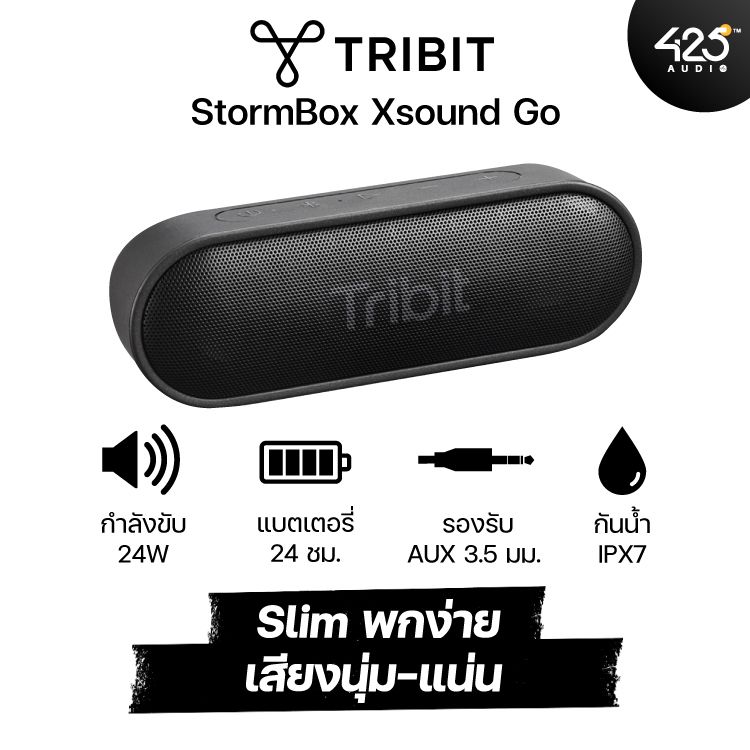 TRIBIT
425™
AUDIO
StormBox Xsound Go
Tribit
กำลังขับ
24W
แบตเตอรี่
24 ชม.
รองรับ
AUX 3.5 มม.
กันน้ำ
IPX7
Slim พกง่าย
เสียงนุ่ม-แน่น